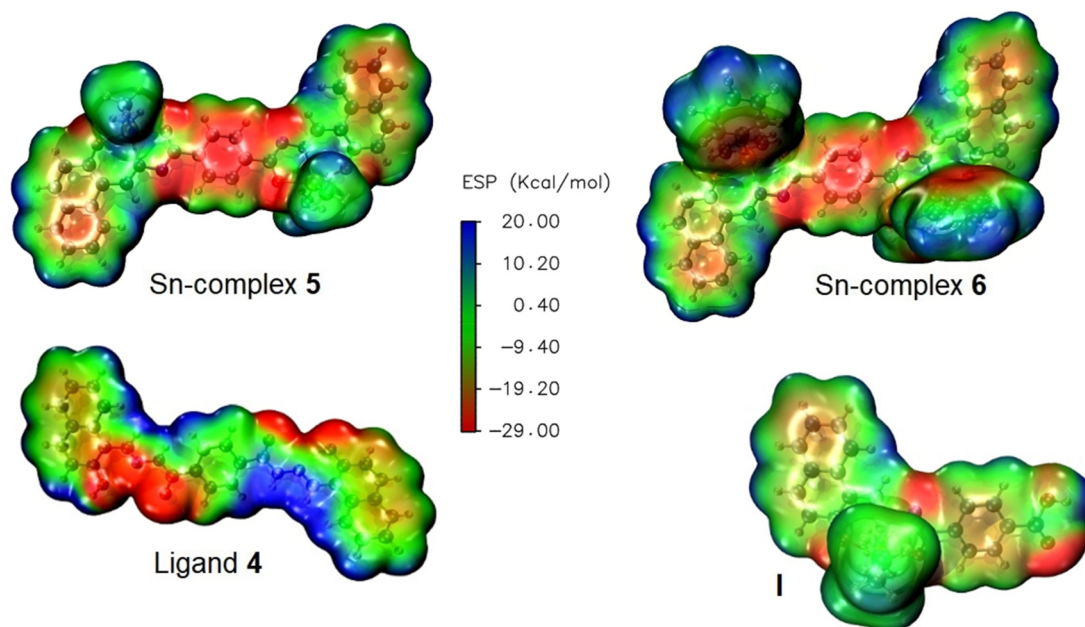 ESP (Kcal/mol)
20.00
10.20
0.40
-9.40
-19.20
-29.00
Sn-complex 5
Sn-complex 6
Ligand 4
I